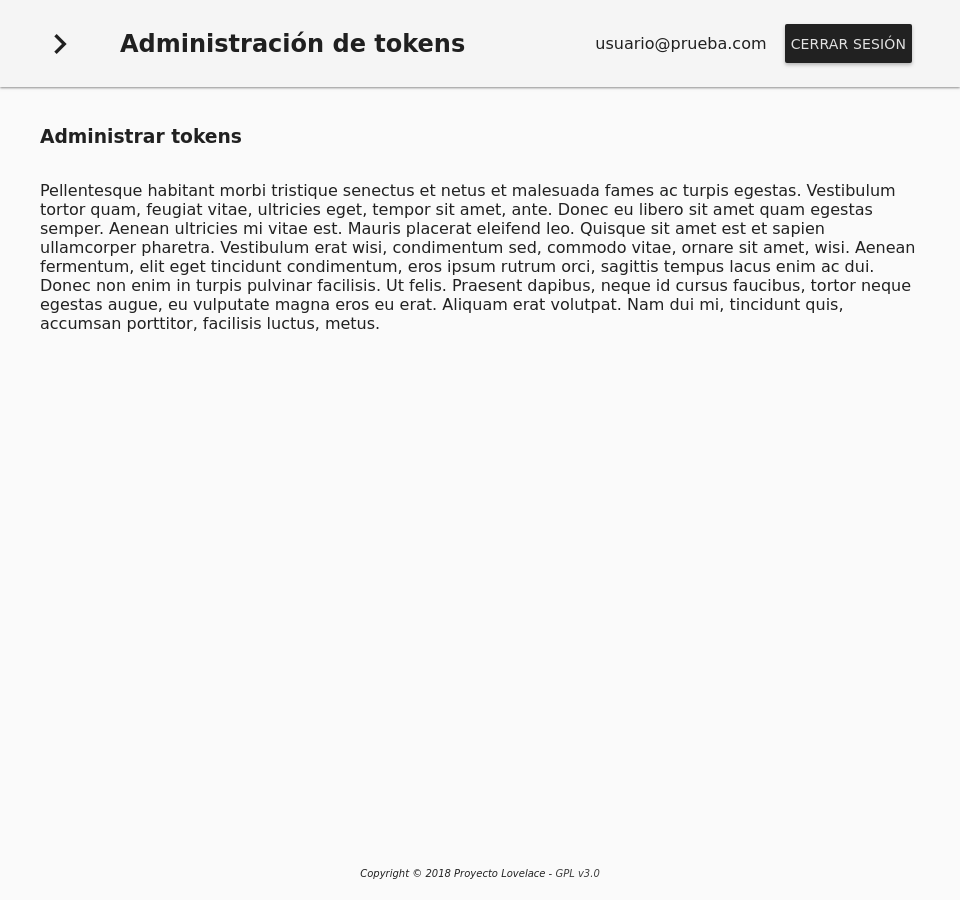 Administración de tokens
usuario@prueba.com
CERRAR SESIÓN
Administrar tokens
Pellentesque habitant morbi tristique senectus et netus et malesuada fames ac turpis egestas. Vestibulum
tortor quam, feugiat vitae, ultricies eget, tempor sit amet, ante. Donec eu libero sit amet quam egestas
semper. Aenean ultricies mi vitae est. Mauris placerat eleifend leo. Quisque sit amet est et sapien
ullamcorper pharetra. Vestibulum erat wisi, condimentum sed, commodo vitae, ornare sit amet, wisi. Aenean
fermentum, elit eget tincidunt condimentum, eros ipsum rutrum orci, sagittis tempus lacus enim ac dui.
Donec non enim in turpis pulvinar facilisis. Ut felis. Praesent dapibus, neque id cursus faucibus, tortor neque
egestas augue, eu vulputate magna eros eu erat. Aliquam erat volutpat. Nam dui mi, tincidunt quis,
accumsan porttitor, facilisis luctus, metus.
Copyright © 2018 Proyecto Lovelace - GPL v3.0